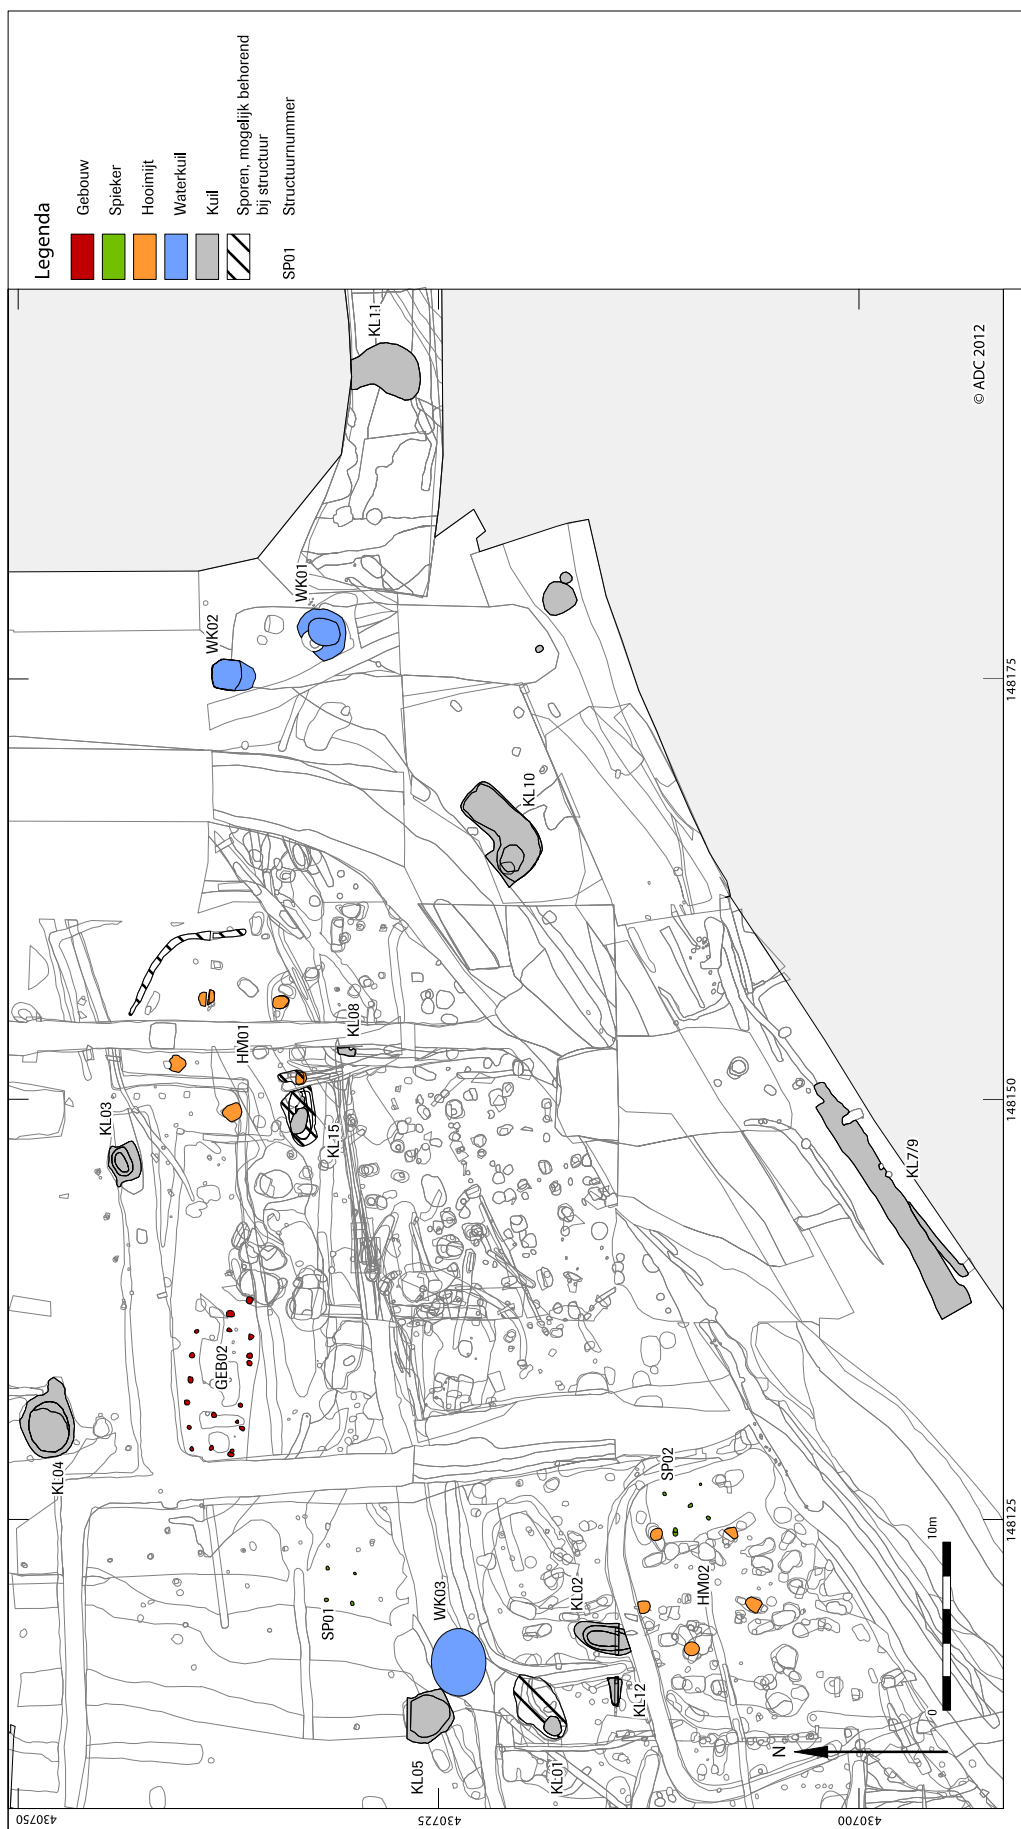 Legenda
Gebouw
Spieker
Hooimijt
Waterkuil
Kuil
Sporen, mogelijk behorend
bij structuur
SP01 Structuurnummer
KL11
© ADC 2012
WK01
WK02
148175
KL10
KL08
HM01
KL03
KL15
148150
KL7/9
GEB02
KL04
SP02
148125
10m
0
WK03
KL02
HM02
SP01
KL12
N
KL05
KL01
430750
430725
430700